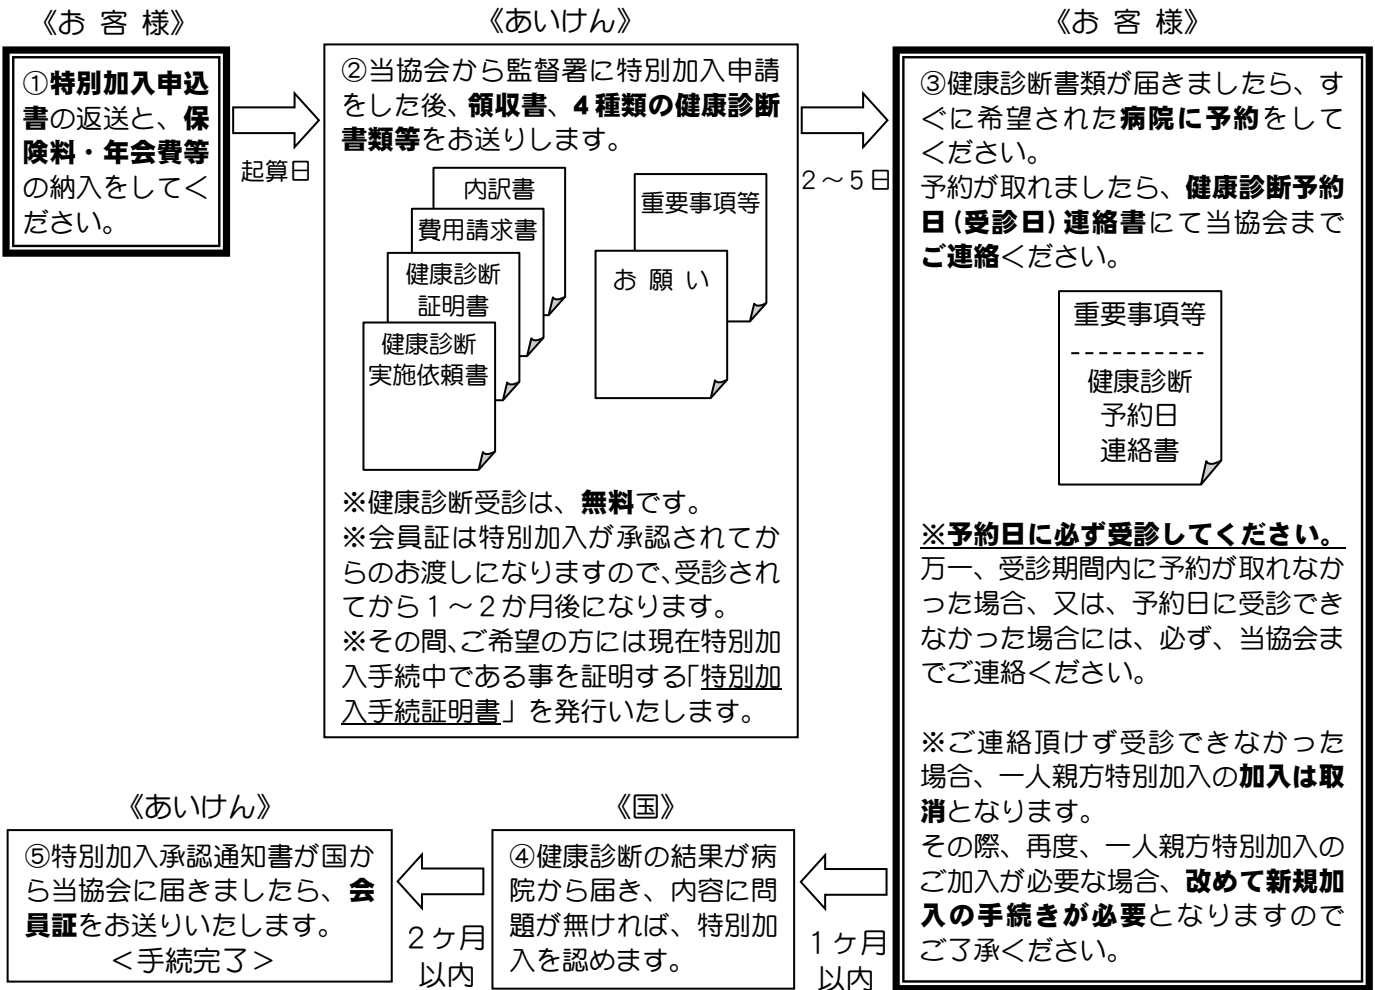 《お 客 様》
①特別加入申込
書の返送と、保
険料・年会費等
の納入をしてく
ださい。
起算日
《あいけん》
②当協会から監督署に特別加入申請
をした後、領収書、４種類の健康診断
書類等をお送りします。
内訳書
費用請求書
健康診断
証明書
健康診断
実施依頼書
重要事項等
お 願 い
※健康診断受診は、無料です。
※会員証は特別加入が承認されてか
らのお渡しになりますので、受診され
てから１～２か月後になります。
※その間、ご希望の方には現在特別加
入手続中である事を証明する「特別加
入手続証明書」を発行いたします。
２～５日
《お 客 様》
③健康診断書類が届きましたら、す
ぐに希望された病院に予約をして
ください。
予約が取れましたら、健康診断予約
日(受診日)連絡書にて当協会まで
ご連絡ください。
重要事項等
----------
健康診断
予約日
連絡書
※予約日に必ず受診してください。
万一、受診期間内に予約が取れなか
った場合、又は、予約日に受診でき
なかった場合には、必ず、当協会ま
でご連絡ください。
※ご連絡頂けず受診できなかった
場合、一人親方特別加入の加入は取
消となります。
その際、再度、一人親方特別加入の
ご加入が必要な場合、改めて新規加
入の手続きが必要となりますので
ご了承ください。
１ヶ月
以内
《国》
④健康診断の結果が病
院から届き、内容に問
題が無ければ、特別加
入を認めます。
２ヶ月
以内
《あいけん》
⑤特別加入承認通知書が国か
ら当協会に届きましたら、会
員証をお送りいたします。
＜手続完了＞